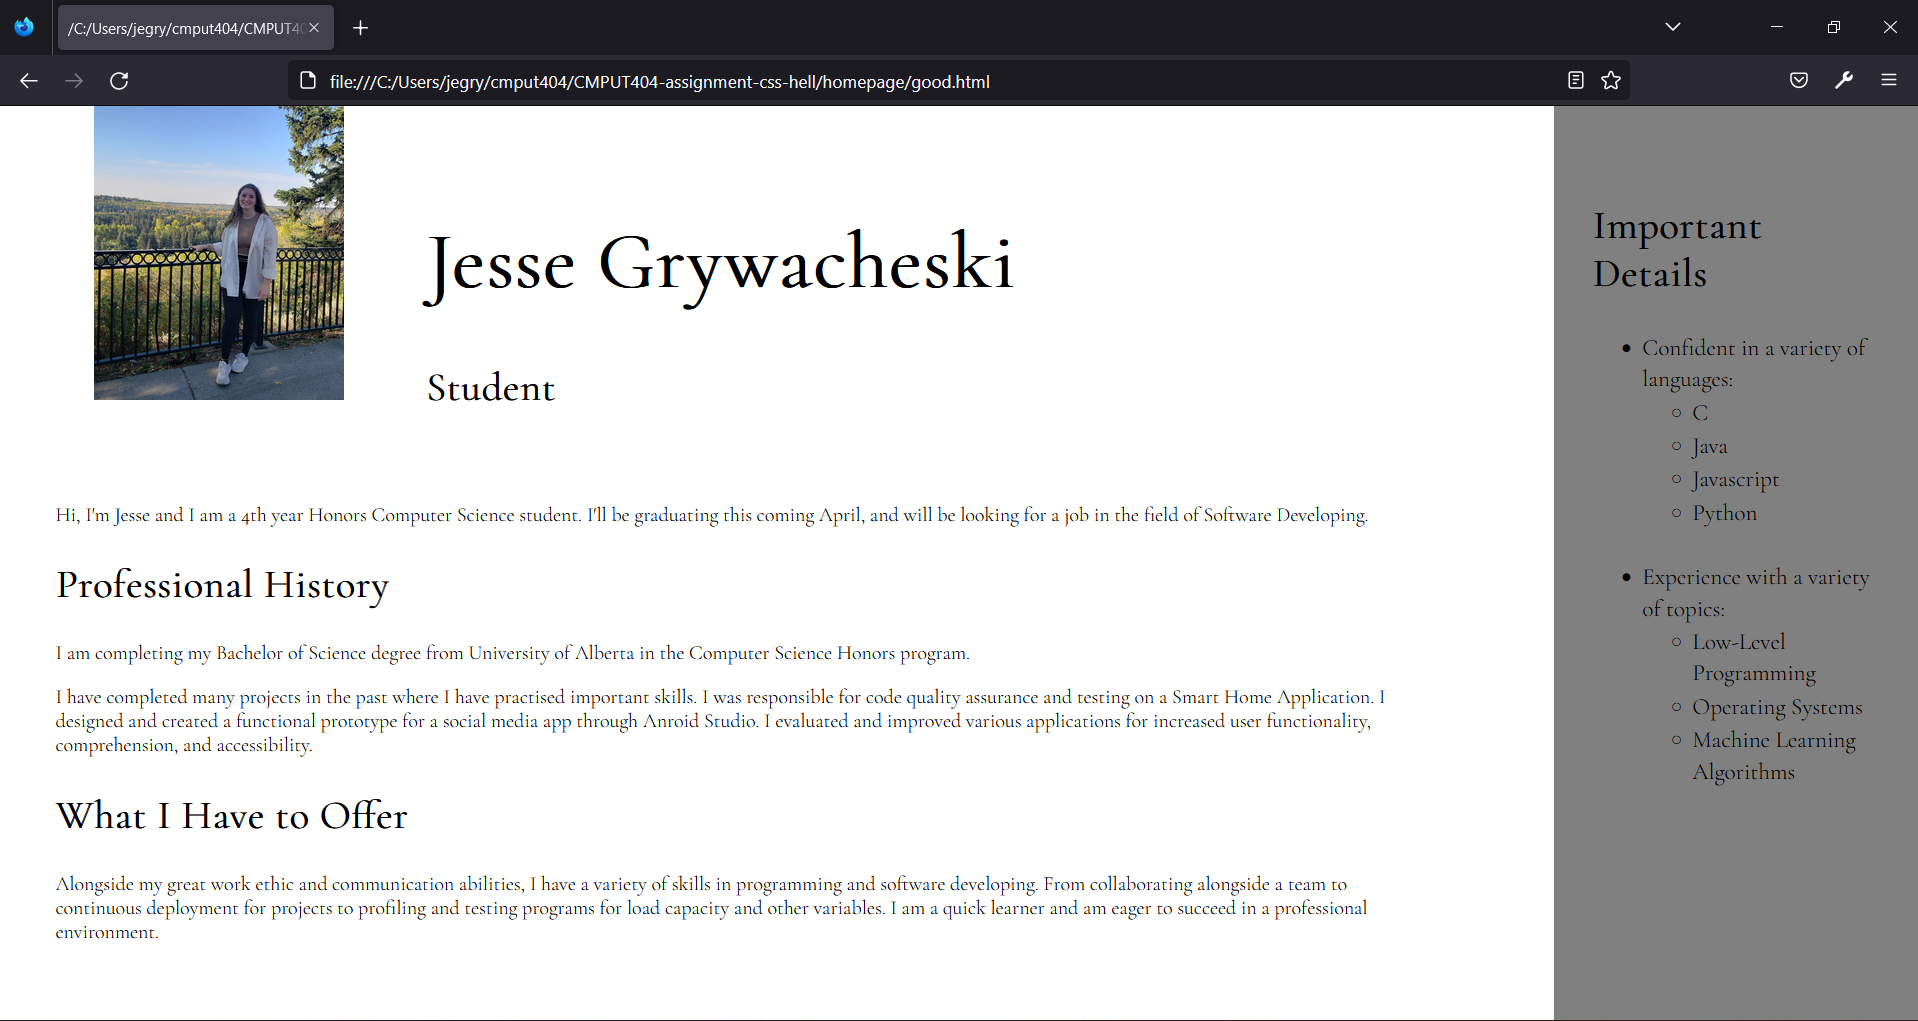 /C:/Users/jegry/cmput404/CMPUT40
file:///C:/Users/jegry/cmput404/CMPUT404-assignment-css-hell/homepage/good.html
Jesse Grywacheski
Student
Hi, I'm Jesse and I am a 4th year Honors Computer Science student. I'll be graduating this coming April, and will be looking for a job in the field of Software Developing.
Professional History
I am completing my Bachelor of Science degree from University of Alberta in the Computer Science Honors program.
I have completed many projects in the past where I have practised important skills. I was responsible for code quality assurance and testing on a Smart Home Application. I
designed and created a functional prototype for a social media app through Anroid Studio. I evaluated and improved various applications for increased user functionality,
comprehension, and accessibility.
What I Have to Offer
Alongside my great work ethic and communication abilities, I have a variety of skills in programming and software developing. From collaborating alongside a team to
continuous deployment for projects to profiling and testing programs for load capacity and other variables. I am a quick learner and am eager to succeed in a professional
environment.
Important
Details
Confident in a variety of
languages:
C
Java
Javascript
Python
Experience with a variety
of topics:
Low-Level
Programming
Operating Systems
Machine Learning
Algorithms